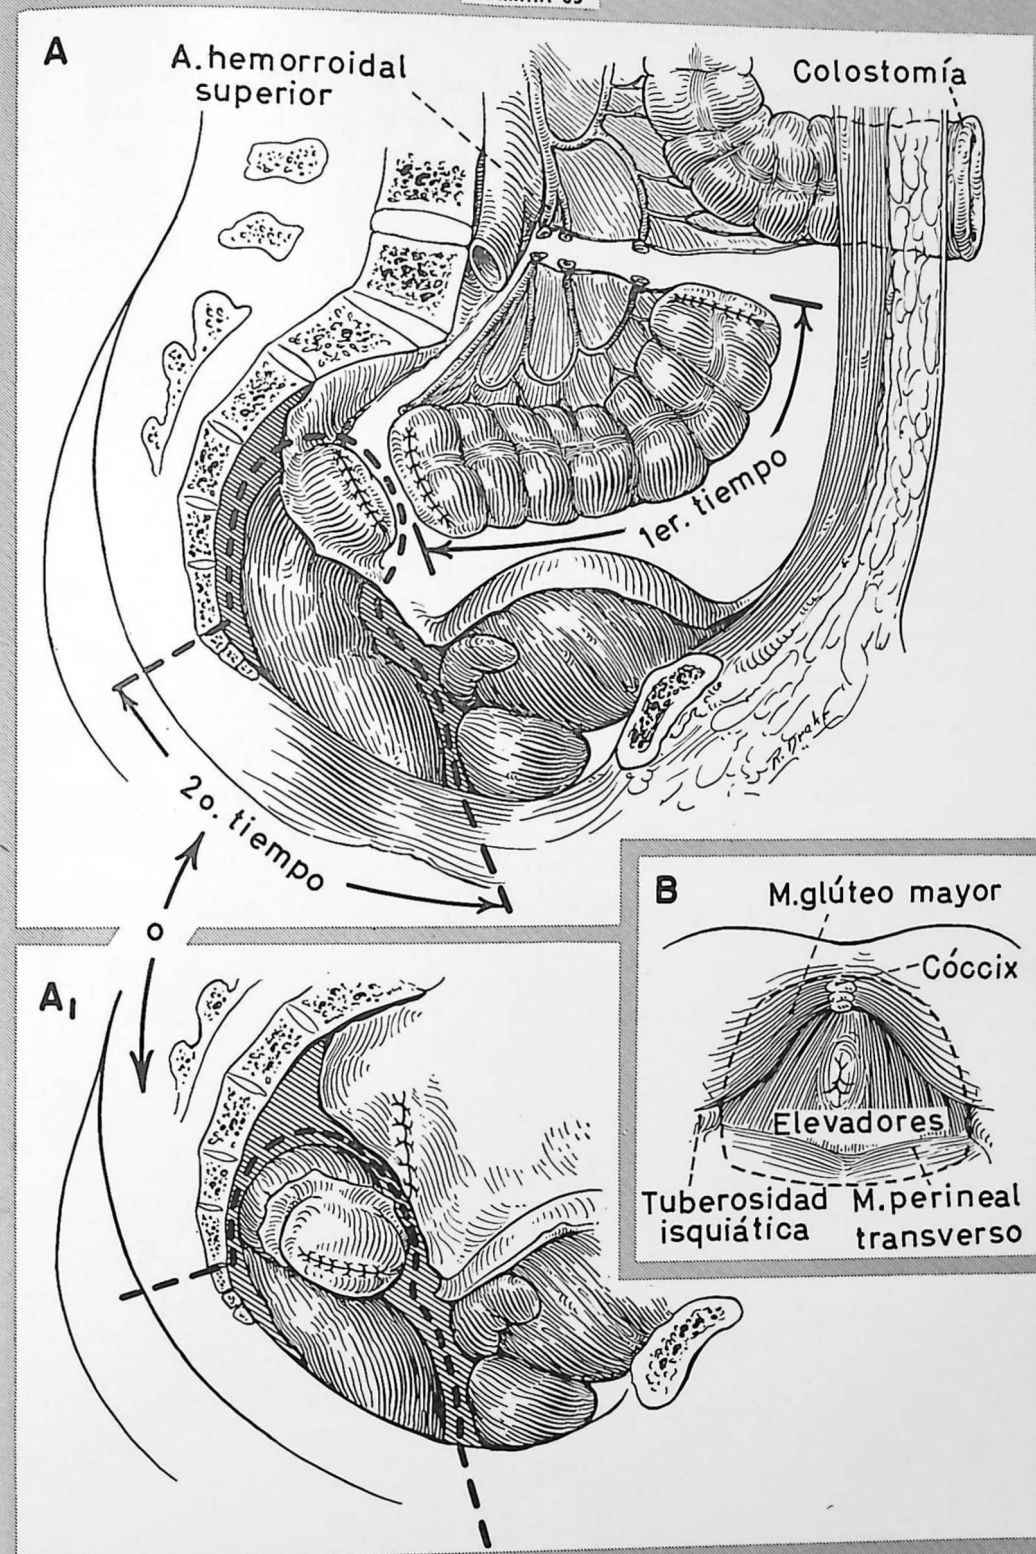 A
A. hemorroidal
superior
Colostomía
1er. tiempo
R. Drake
2o. tiempo
o
B
M. glúteo mayor
Cóccix
Elevadores
Tuberosidad
isquiática
M. perineal
transverso
A₁